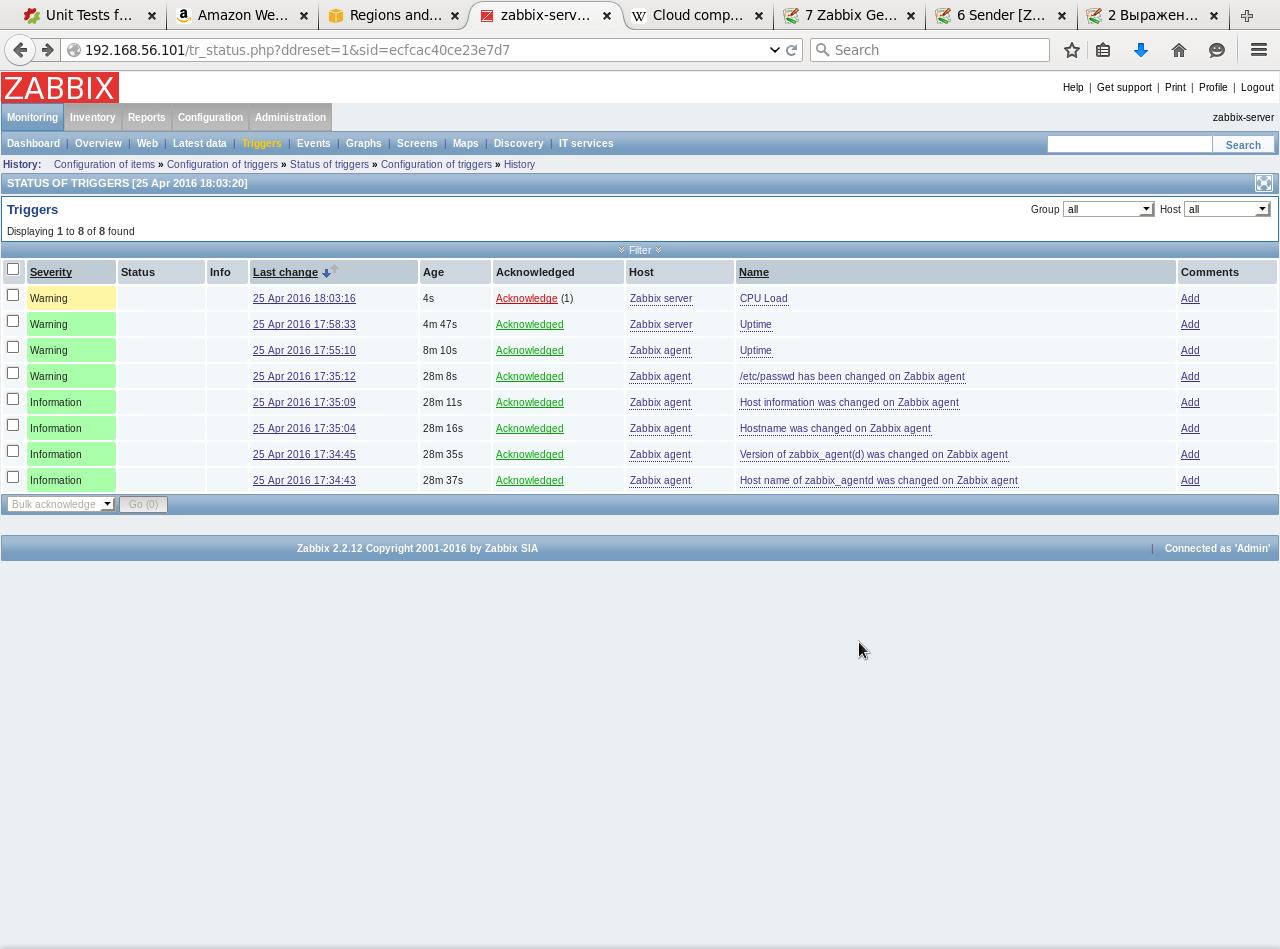 Unit Tests f... Amazon We... Regions and... zabbix-serv... Cloud comp... 7 Zabbix Ge... 6 Sender [Z... 2 Выражен...
192.168.56.101/tr_status.php?ddreset=1&sid=ecfcac40ce23e7d7 Search
ZABBIX Help | Get support | Print | Profile | Logout
Monitoring Inventory Reports Configuration Administration zabbix-server
Dashboard | Overview | Web | Latest data | Triggers | Events | Graphs | Screens | Maps | Discovery | IT services Search
History: Configuration of items » Configuration of triggers » Status of triggers » Configuration of triggers » History
STATUS OF TRIGGERS [25 Apr 2016 18:03:20]
Triggers Group all Host all
Displaying 1 to 8 of 8 found
Filter
Severity Status Info Last change Age Acknowledged Host Name Comments
Warning 25 Apr 2016 18:03:16 4s Acknowledge (1) Zabbix server CPU Load Add
Warning 25 Apr 2016 17:58:33 4m 47s Acknowledged Zabbix server Uptime Add
Warning 25 Apr 2016 17:55:10 8m 10s Acknowledged Zabbix agent Uptime Add
Warning 25 Apr 2016 17:35:12 28m 8s Acknowledged Zabbix agent /etc/passwd has been changed on Zabbix agent Add
Information 25 Apr 2016 17:35:09 28m 11s Acknowledged Zabbix agent Host information was changed on Zabbix agent Add
Information 25 Apr 2016 17:35:04 28m 16s Acknowledged Zabbix agent Hostname was changed on Zabbix agent Add
Information 25 Apr 2016 17:34:45 28m 35s Acknowledged Zabbix agent Version of zabbix_agent(d) was changed on Zabbix agent Add
Information 25 Apr 2016 17:34:43 28m 37s Acknowledged Zabbix agent Host name of zabbix_agentd was changed on Zabbix agent Add
Bulk acknowledge Go (0)
Zabbix 2.2.12 Copyright 2001-2016 by Zabbix SIA | Connected as 'Admin'